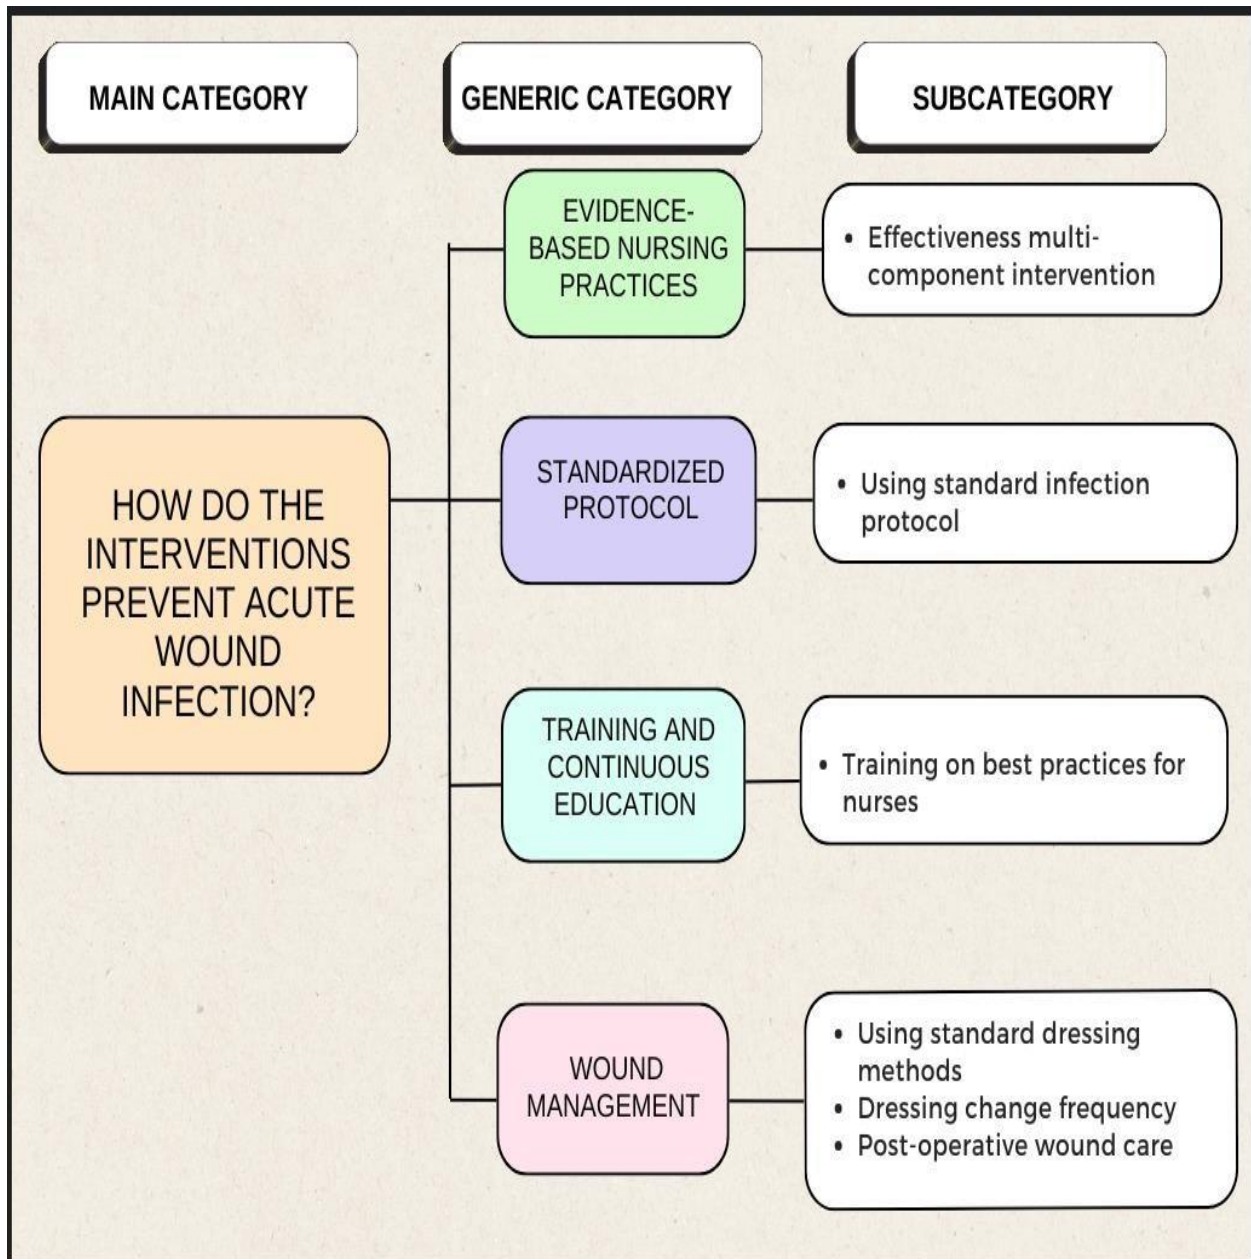 MAIN CATEGORY
GENERIC CATEGORY
SUBCATEGORY
HOW DO THE
INTERVENTIONS
PREVENT ACUTE
WOUND
INFECTION?
EVIDENCE-
BASED NURSING
PRACTICES
• Effectiveness multi-
component intervention
STANDARDIZED
PROTOCOL
• Using standard infection
protocol
TRAINING AND
CONTINUOUS
EDUCATION
• Training on best practices for
nurses
WOUND
MANAGEMENT
• Using standard dressing
methods
• Dressing change frequency
• Post-operative wound care